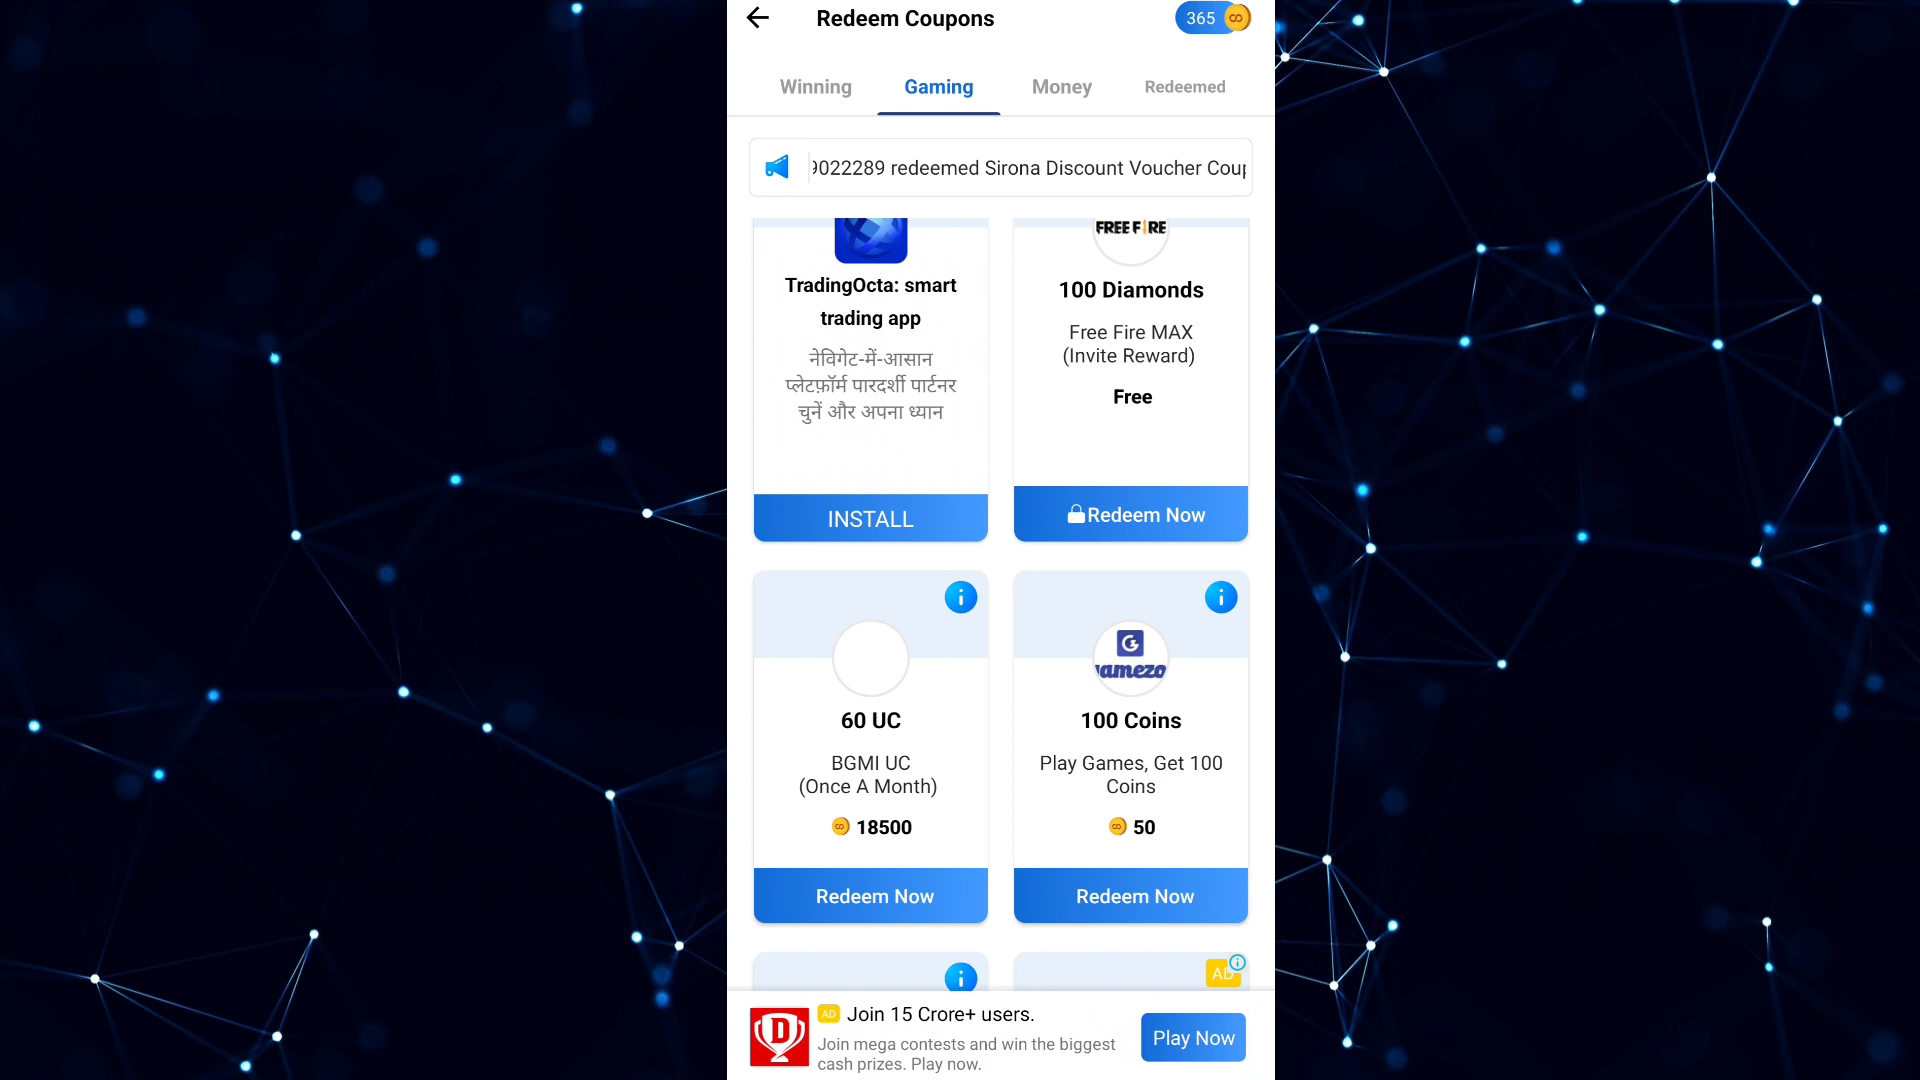 Redeem Coupons
365
Winning
Gaming
Money
Redeemed
9022289 redeemed Sirona Discount Voucher Coup
TradingOcta: smart
trading app
नेविगेट-में-आसान
प्लेटफ़ॉर्म पारदर्शी पार्टनर
चुनें और अपना ध्यान
INSTALL
FREE FIRE
100 Diamonds
Free Fire MAX
(Invite Reward)
Free
Redeem Now
60 UC
BGMI UC
(Once A Month)
18500
Redeem Now
G
amezo
100 Coins
Play Games, Get 100
Coins
50
Redeem Now
AD
D
AD Join 15 Crore+ users.
Join mega contests and win the biggest
cash prizes. Play now.
Play Now